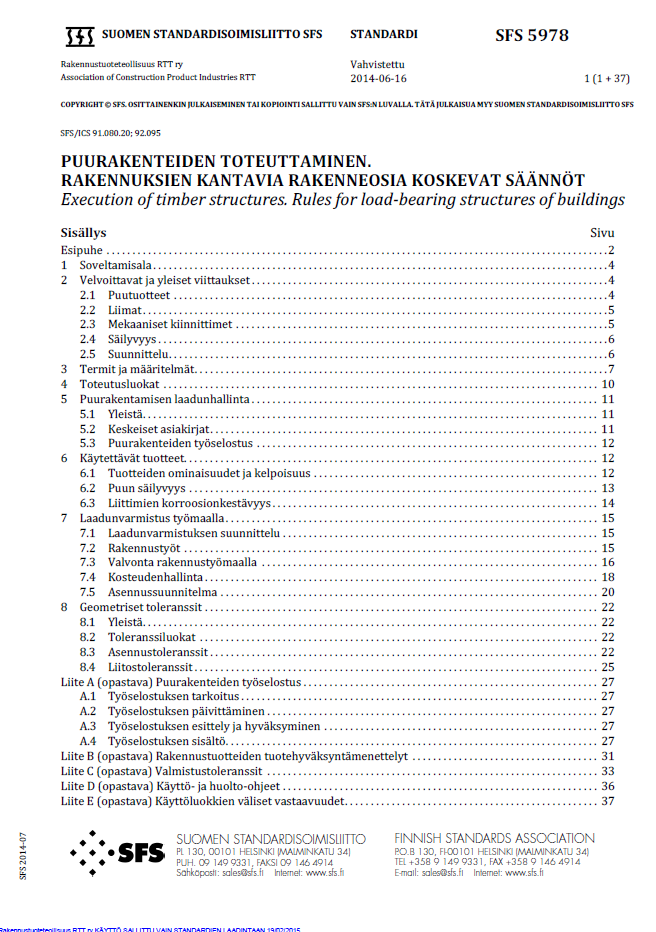 SFS SUOMEN STANDARDISOIMISLIITTO SFS STANDARDI SFS 5978
Rakennustuoteteollisuus RTT ry Vahvistettu
Association of Construction Product Industries RTT 2014-06-16 1 (1 + 37)
COPYRIGHT © SFS. OSITTAINENKIN JULKAISEMINEN TAI KOPIOINTI SALLITTU VAIN SFS:N LUVALLA. TÄTÄ JULKAISUA MYY SUOMEN STANDARDISOIMISLIITTO SFS
SFS/ICS 91.080.20; 92.095
PUURAKENTEIDEN TOTEUTTAMINEN.
RAKENNUKSIEN KANTAVIA RAKENNEOSIA KOSKEVAT SÄÄNNÖT
Execution of timber structures. Rules for load-bearing structures of buildings
Sisällys Sivu
Esipuhe 2
1 Soveltamisala 4
2 Velvoittavat ja yleiset viittaukset 4
2.1 Puutuotteet 4
2.2 Liimat 5
2.3 Mekaaniset kiinnittimet 5
2.4 Säilyvyys 6
2.5 Suunnittelu 6
3 Termit ja määritelmät 7
4 Toteutusluokat 10
5 Puurakentamisen laadunhallinta 11
5.1 Yleistä 11
5.2 Keskeiset asiakirjat 11
5.3 Puurakenteiden työselostus 12
6 Käytettävät tuotteet 12
6.1 Tuotteiden ominaisuudet ja kelpoisuus 12
6.2 Puun säilyvyys 13
6.3 Liittimien korroosionkestävyys 14
7 Laadunvarmistus työmaalla 15
7.1 Laadunvarmistuksen suunnittelu 15
7.2 Rakennustyöt 15
7.3 Valvonta rakennustyömaalla 16
7.4 Kosteudenhallinta 18
7.5 Asennussuunnitelma 20
8 Geometriset toleranssit 22
8.1 Yleistä 22
8.2 Toleranssiluokat 22
8.3 Asennustoleranssit 22
8.4 Liitostoleranssit 25
Liite A (opastava) Puurakenteiden työselostus 27
A.1 Työselostuksen tarkoitus 27
A.2 Työselostuksen päivittäminen 27
A.3 Työselostuksen esittely ja hyväksyminen 27
A.4 Työselostuksen sisältö 27
Liite B (opastava) Rakennustuotteiden tuotehyväksyntämenettelyt 31
Liite C (opastava) Valmistustoleranssit 33
Liite D (opastava) Käyttö- ja huolto-ohjeet 36
Liite E (opastava) Käyttöluokkien väliset vastaavuudet 37
SFS 2014-07
SFS
SUOMEN STANDARDISOIMISLIITTO FINNISH STANDARDS ASSOCIATION
PL 130, 00101 HELSINKI (MALMINKATU 34) P.O.B 130, FI-00101 HELSINKI (MALMINKATU 34)
PUH. 09 149 9331, FAKSI 09 146 4914 TEL +358 9 149 9331, FAX +358 9 146 4914
Sähköposti: sales@sfs.fi Internet: www.sfs.fi E-mail: sales@sfs.fi Internet: www.sfs.fi
Rakennustuoteteollisuus RTT ry KÄYTTÖ SALLITTU VAIN STANDARDIEN LAADINTAAN 19/02/2015